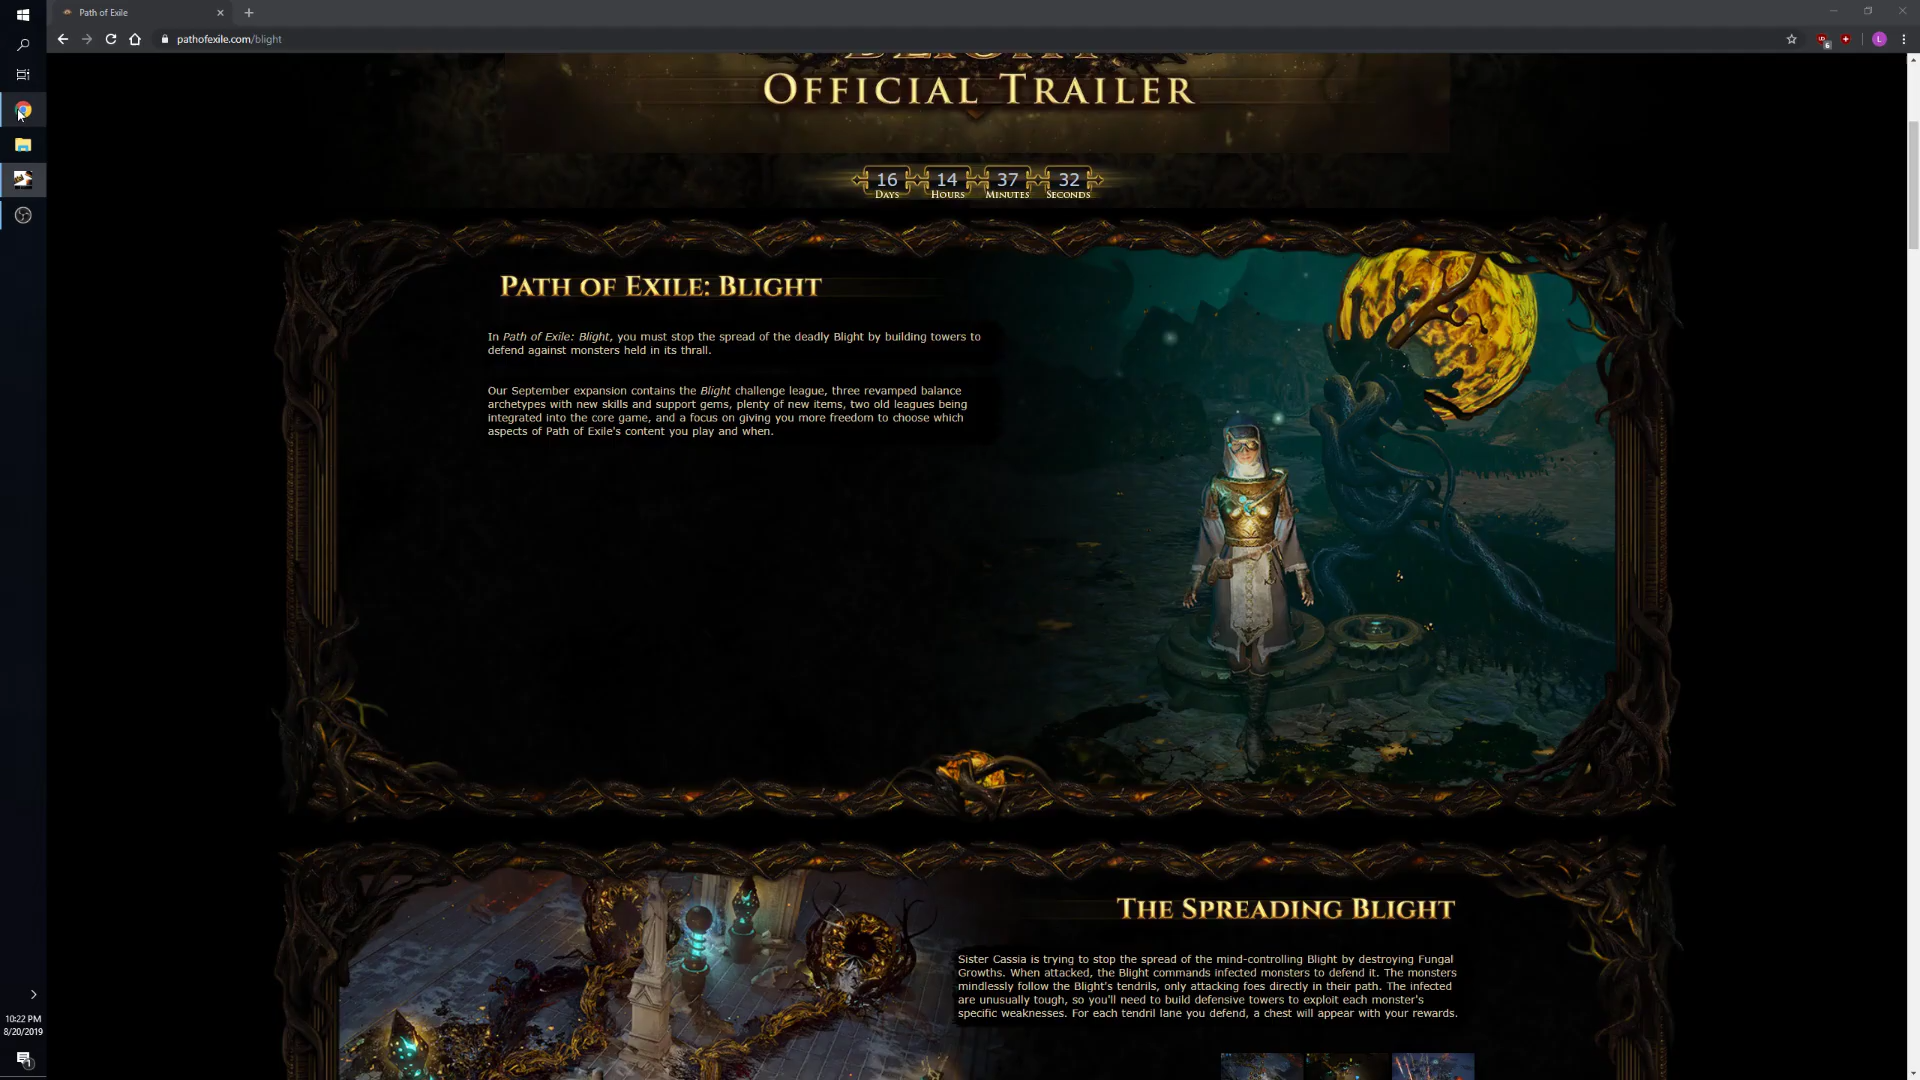 Path of Exile
pathofexile.com/blight
L
6
OFFICIAL TRAILER
16 14 37 32
DAYS HOURS MINUTES SECONDS
PATH OF EXILE: BLIGHT
In Path of Exile: Blight, you must stop the spread of the deadly Blight by building towers to
defend against monsters held in its thrall.
Our September expansion contains the Blight challenge league, three revamped balance
archetypes with new skills and support gems, plenty of new items, two old leagues being
integrated into the core game, and a focus on giving you more freedom to choose which
aspects of Path of Exile's content you play and when.
THE SPREADING BLIGHT
Sister Cassia is trying to stop the spread of the mind-controlling Blight by destroying Fungal
Growths. When attacked, the Blight commands infected monsters to defend it. The monsters
mindlessly follow the Blight's tendrils, only attacking foes directly in their path. The infected
are unusually tough, so you'll need to build defensive towers to exploit each monster's
specific weaknesses. For each tendril lane you defend, a chest will appear with your rewards.
10:22 PM
8/20/2019
1